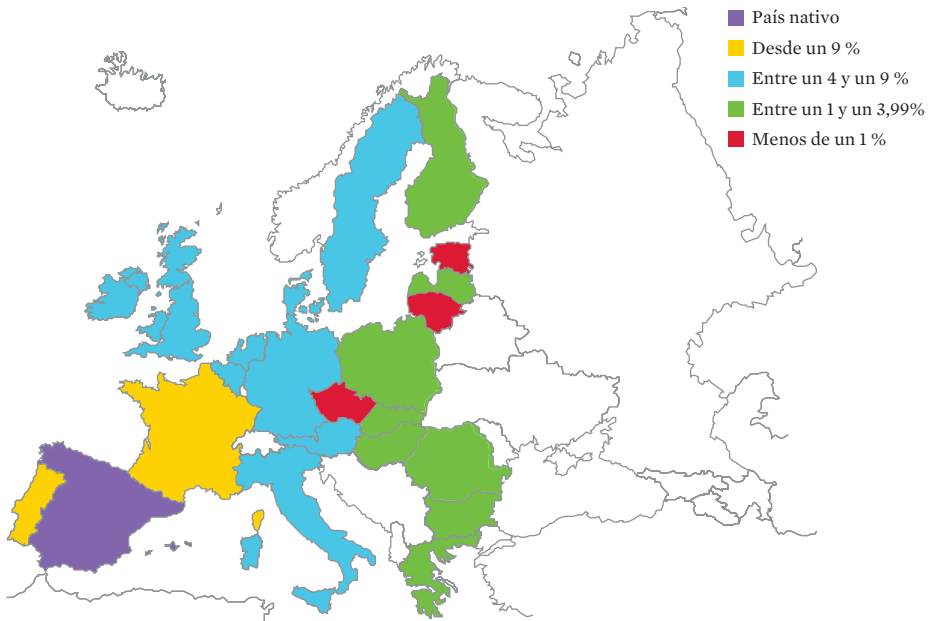 País nativo
Desde un 9 %
Entre un 4 y un 9 %
Entre un 1 y un 3,99%
Menos de un 1 %